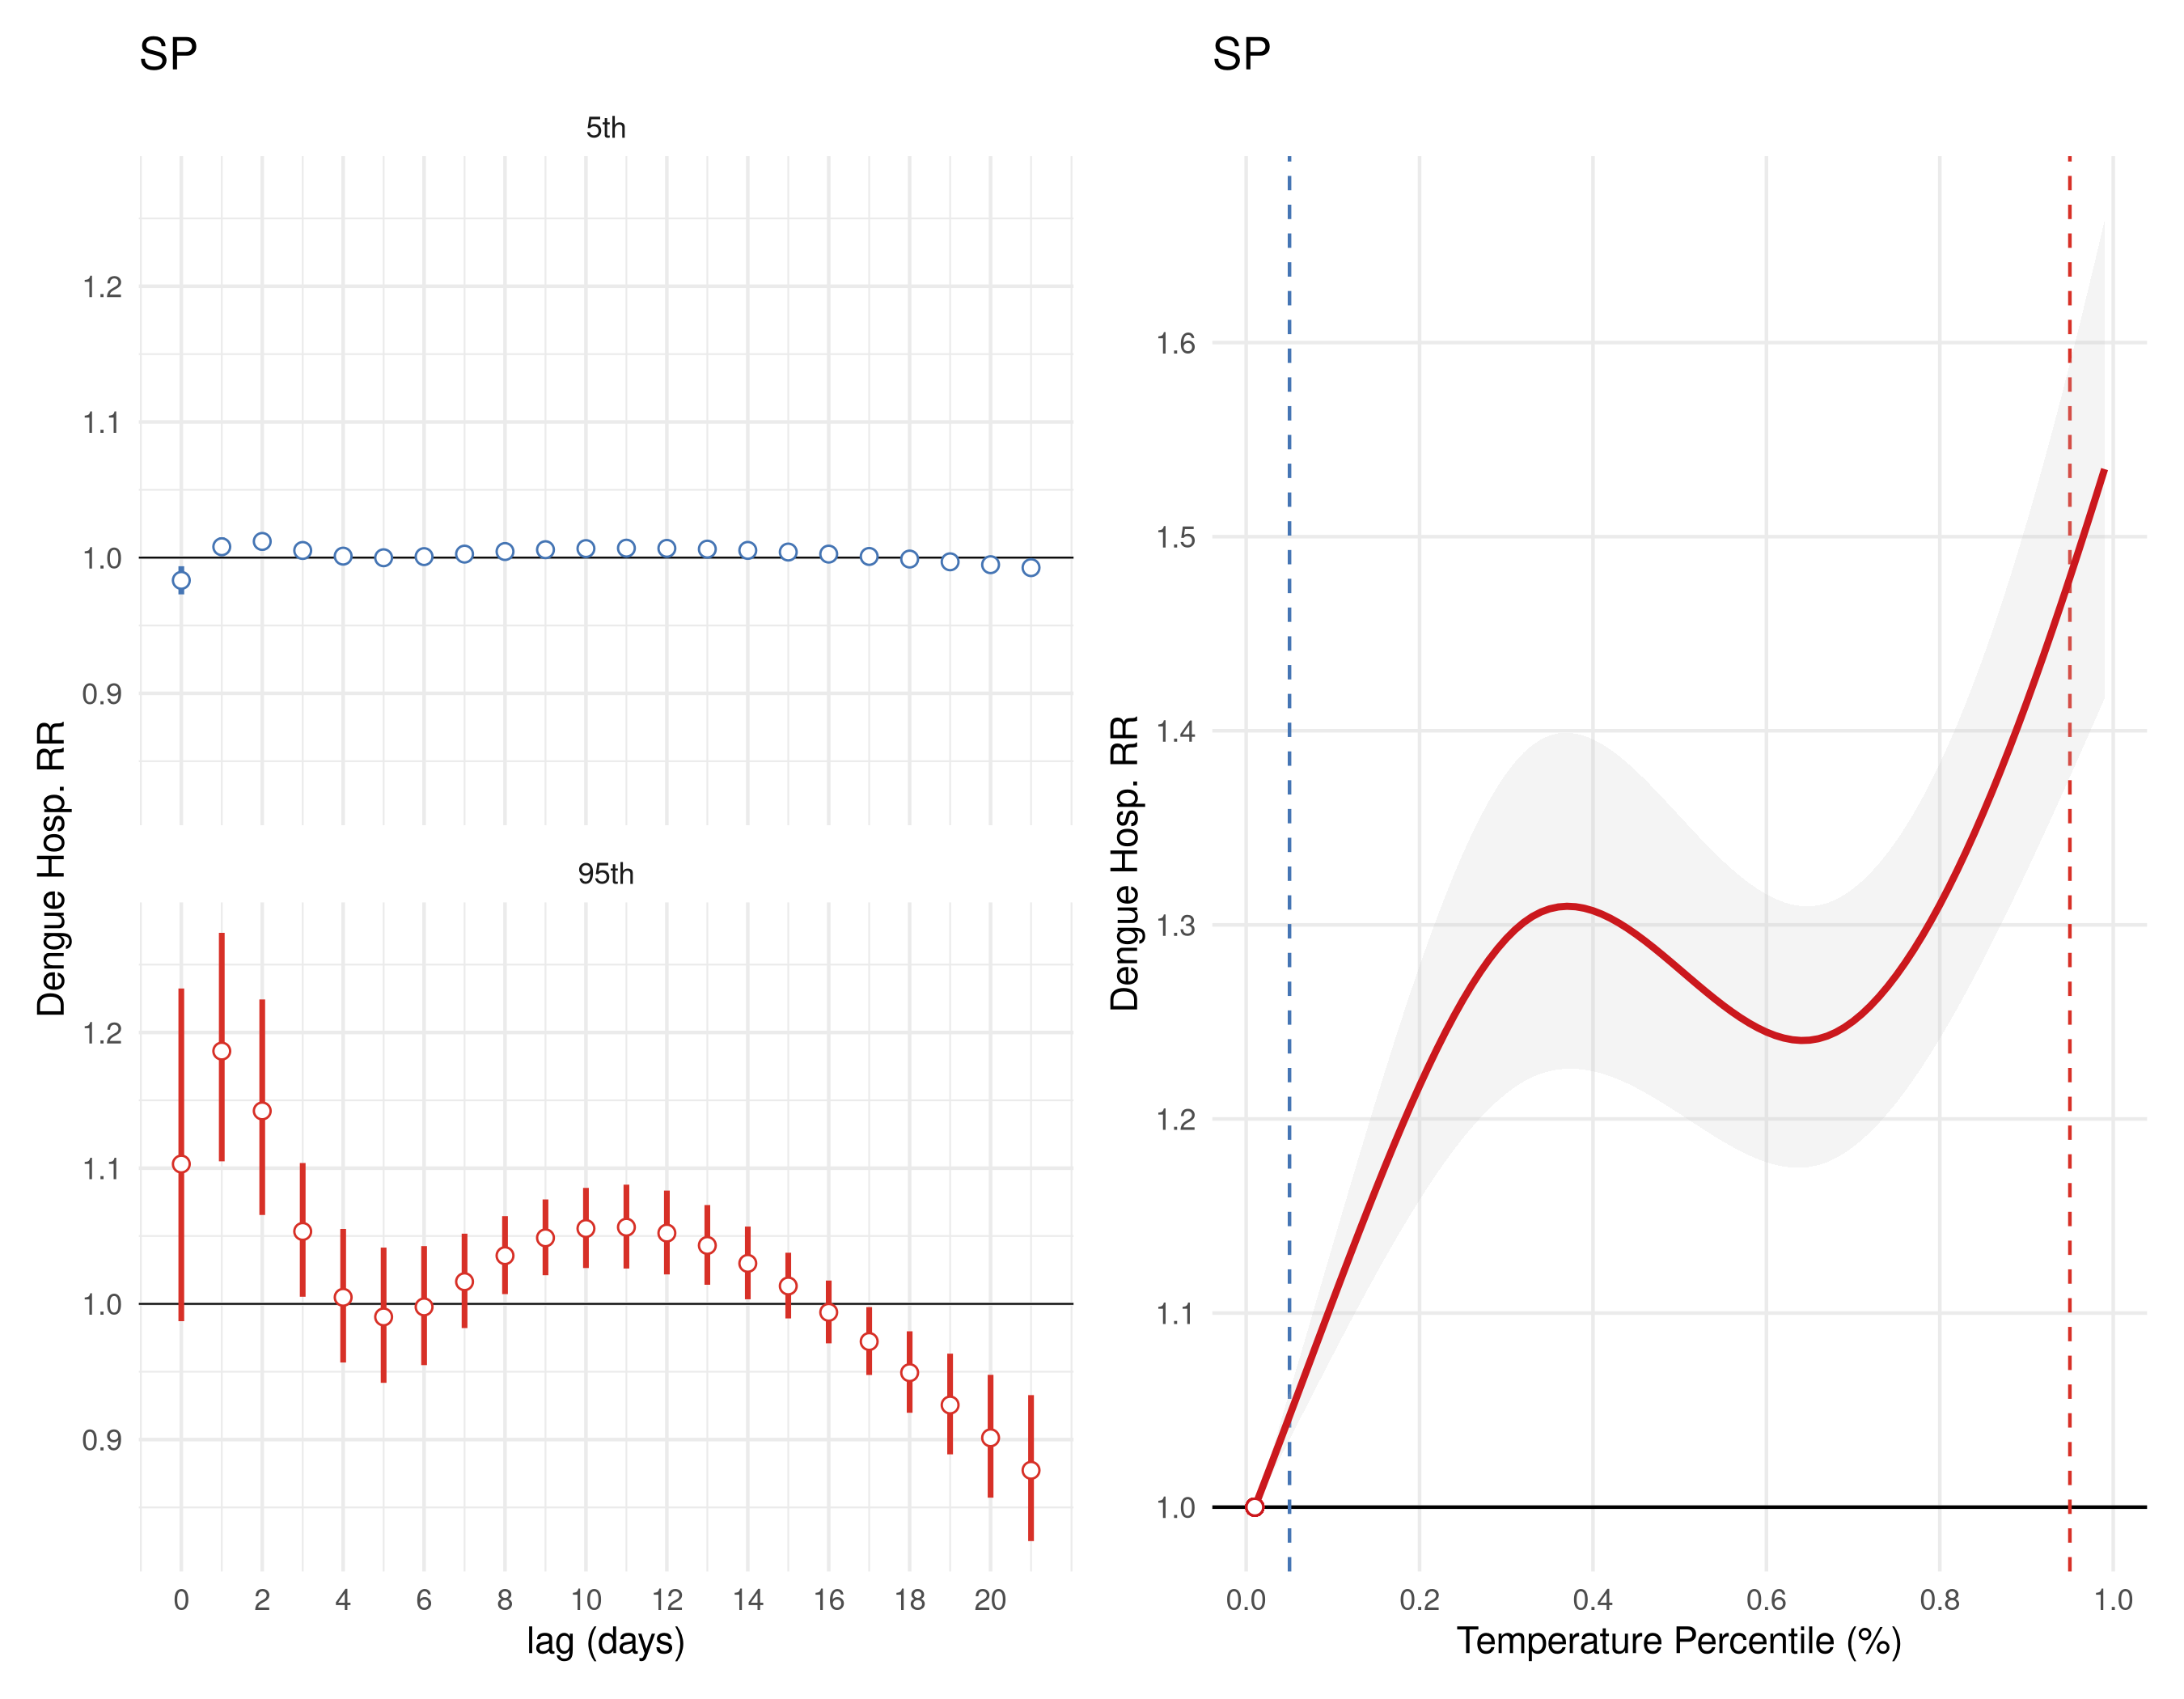 SP
5th
1.2
1.1
1.0
0.9
95th
1.2
1.1
1.0
0.9
0 2 4 6 8 10 12 14 16 18 20
lag (days)
Dengue Hosp. RR
SP
1.6
1.5
1.4
1.3
1.2
1.1
1.0
0.0 0.2 0.4 0.6 0.8 1.0
Temperature Percentile (%)
Dengue Hosp. RR